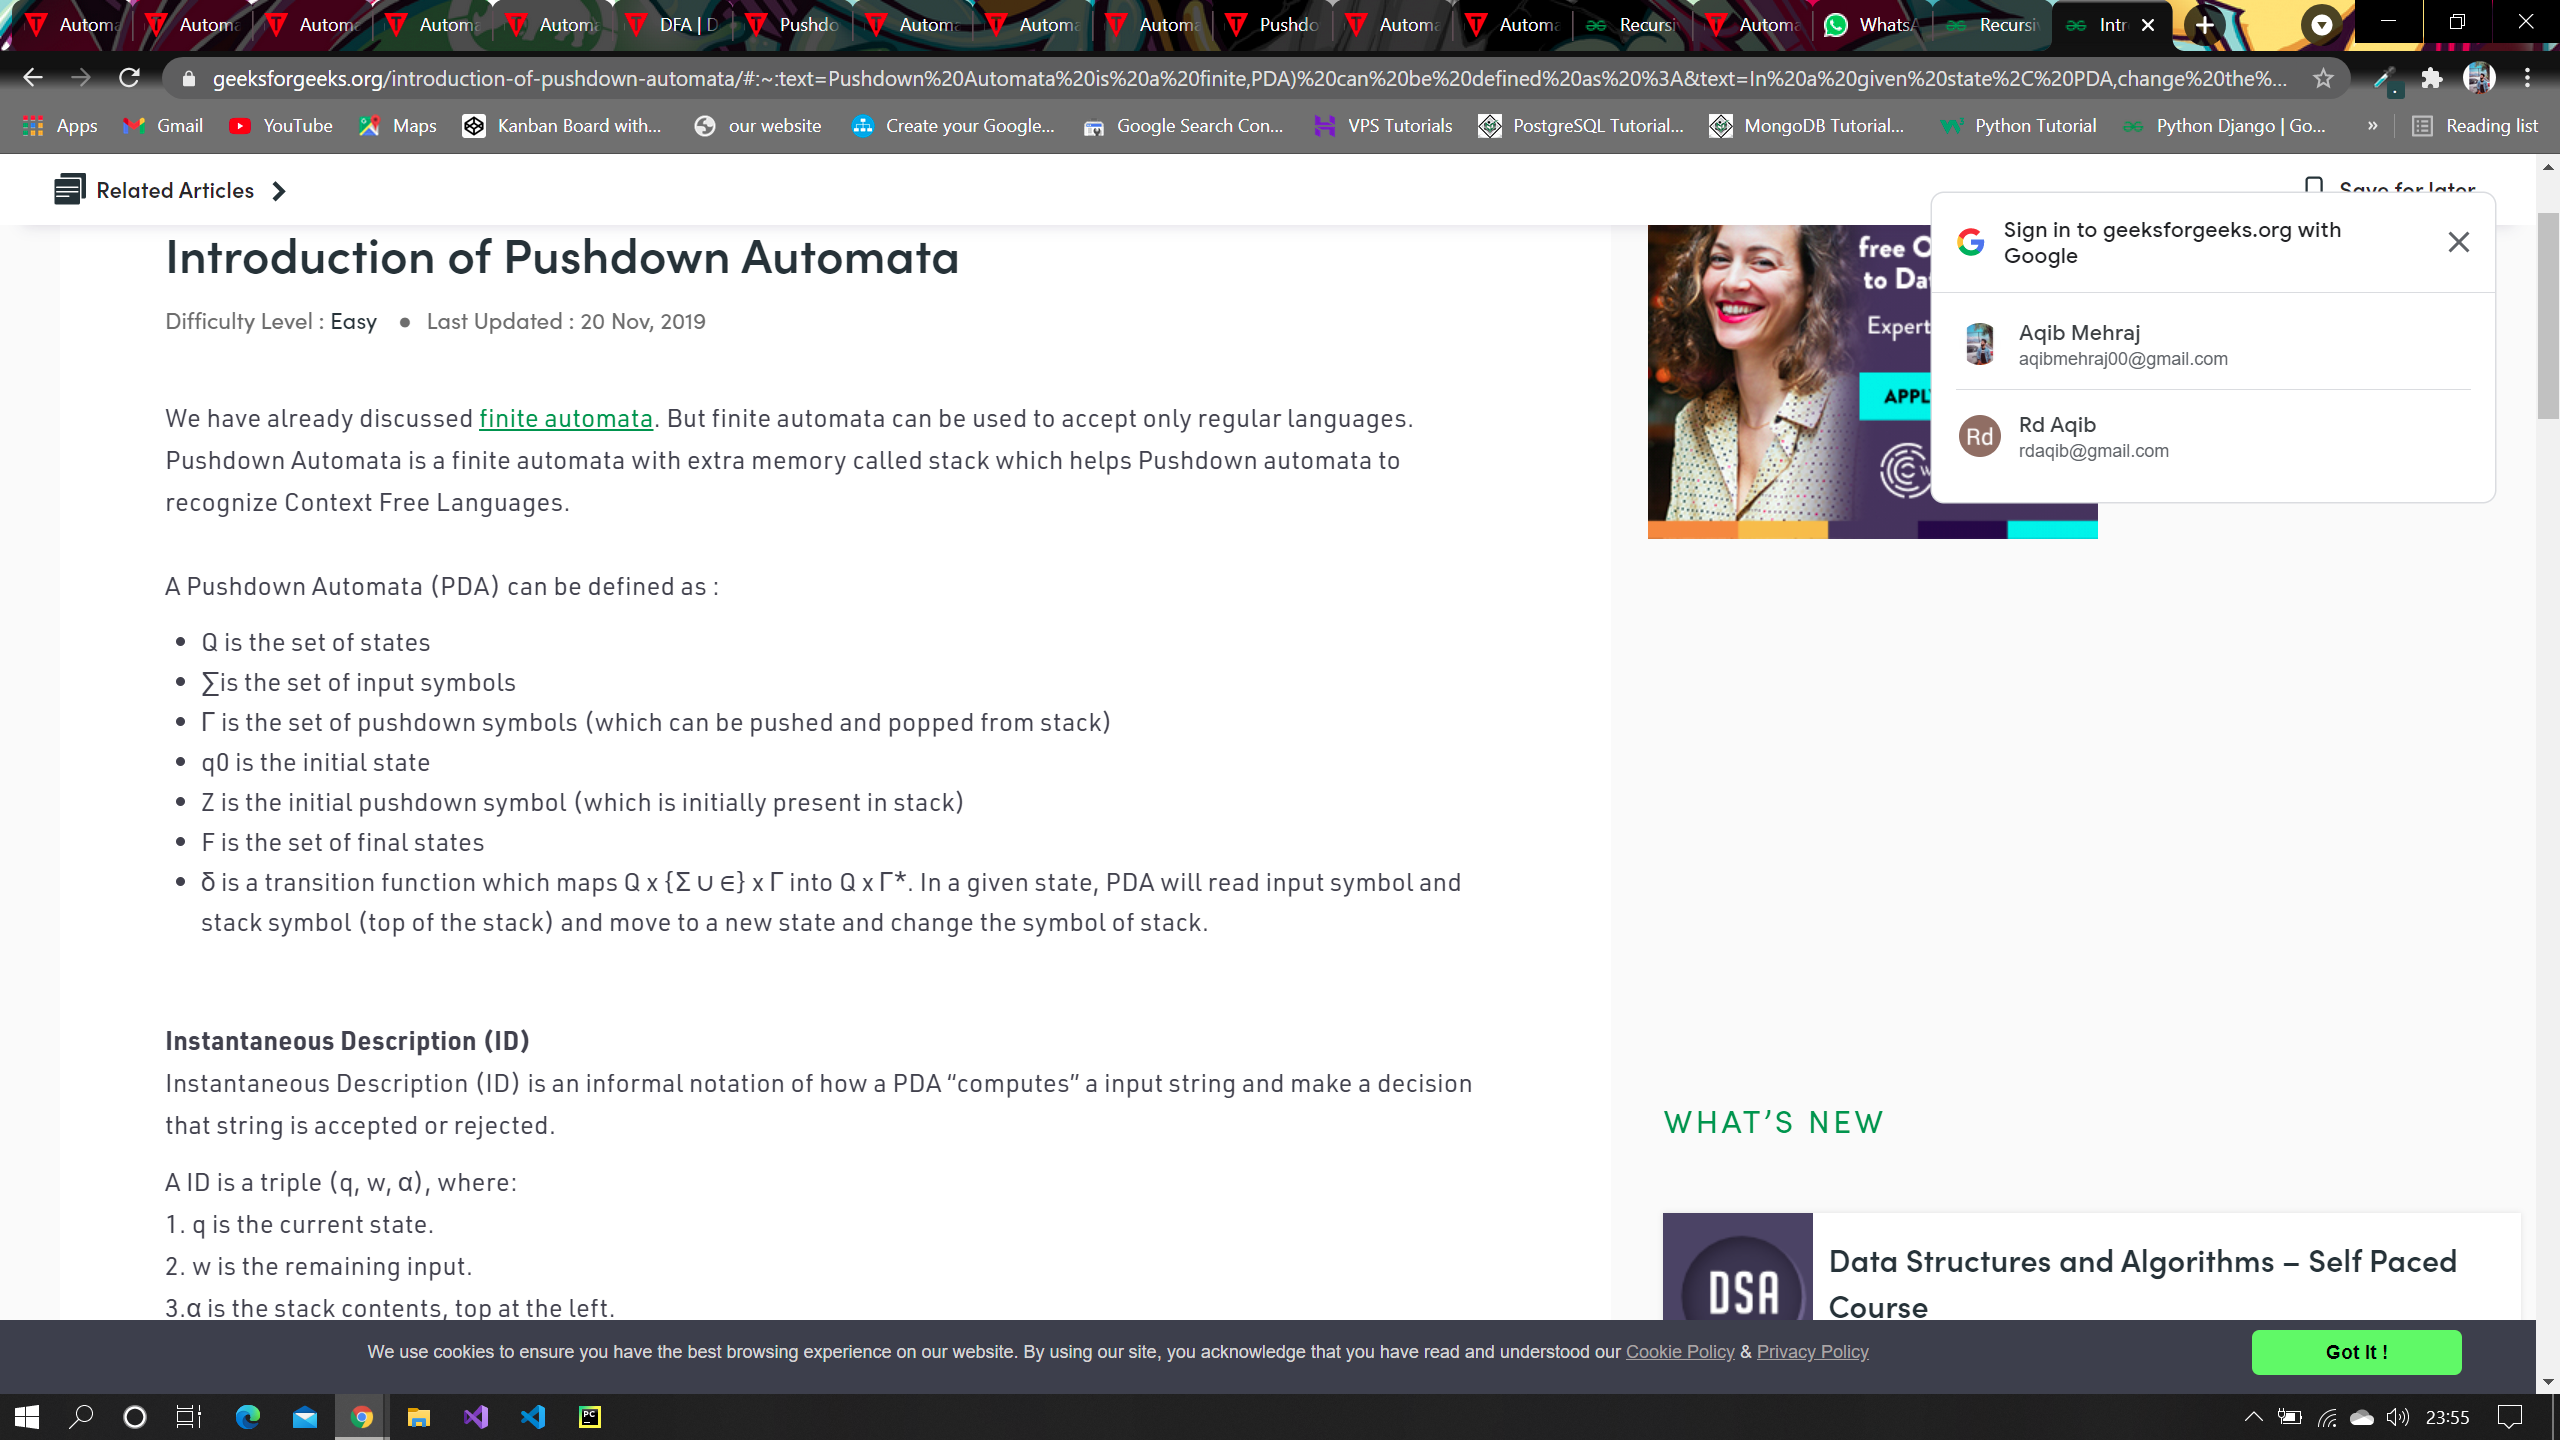 Automa Automa Automa Automa Automa DFA | D Pushdo Automa Automa Automa Pushdo Automa Automa Recursiv Automa WhatsA Recursiv Intr
geeksforgeeks.org/introduction-of-pushdown-automata/#:~:text=Pushdown%20Automata%20is%20a%20finite,PDA)%20can%20be%20defined%20as%20%3A&text=In%20a%20given%20state%2C%20PDA,change%20the%...
Apps Gmail YouTube Maps Kanban Board with... our website Create your Google... Google Search Con... VPS Tutorials PostgreSQL Tutorial... MongoDB Tutorial... Python Tutorial Python Django | Go... » Reading list
Related Articles
Save for later
Introduction of Pushdown Automata
Difficulty Level : Easy ● Last Updated : 20 Nov, 2019
We have already discussed finite automata. But finite automata can be used to accept only regular languages.
Pushdown Automata is a finite automata with extra memory called stack which helps Pushdown automata to
recognize Context Free Languages.
A Pushdown Automata (PDA) can be defined as :
• Q is the set of states
• ∑is the set of input symbols
• Γ is the set of pushdown symbols (which can be pushed and popped from stack)
• q0 is the initial state
• Z is the initial pushdown symbol (which is initially present in stack)
• F is the set of final states
• δ is a transition function which maps Q x {Σ ∪ ∈} x Γ into Q x Γ*. In a given state, PDA will read input symbol and
stack symbol (top of the stack) and move to a new state and change the symbol of stack.
Instantaneous Description (ID)
Instantaneous Description (ID) is an informal notation of how a PDA “computes” a input string and make a decision
that string is accepted or rejected.
A ID is a triple (q, w, α), where:
1. q is the current state.
2. w is the remaining input.
3.α is the stack contents, top at the left.
free
to Da
Expert
APPL
Sign in to geeksforgeeks.org with
Google
Aqib Mehraj
aqibmehraj00@gmail.com
Rd
Rd Aqib
rdaqib@gmail.com
WHAT’S NEW
DSA
Data Structures and Algorithms – Self Paced
Course
We use cookies to ensure you have the best browsing experience on our website. By using our site, you acknowledge that you have read and understood our Cookie Policy & Privacy Policy
Got It !
PC
23:55